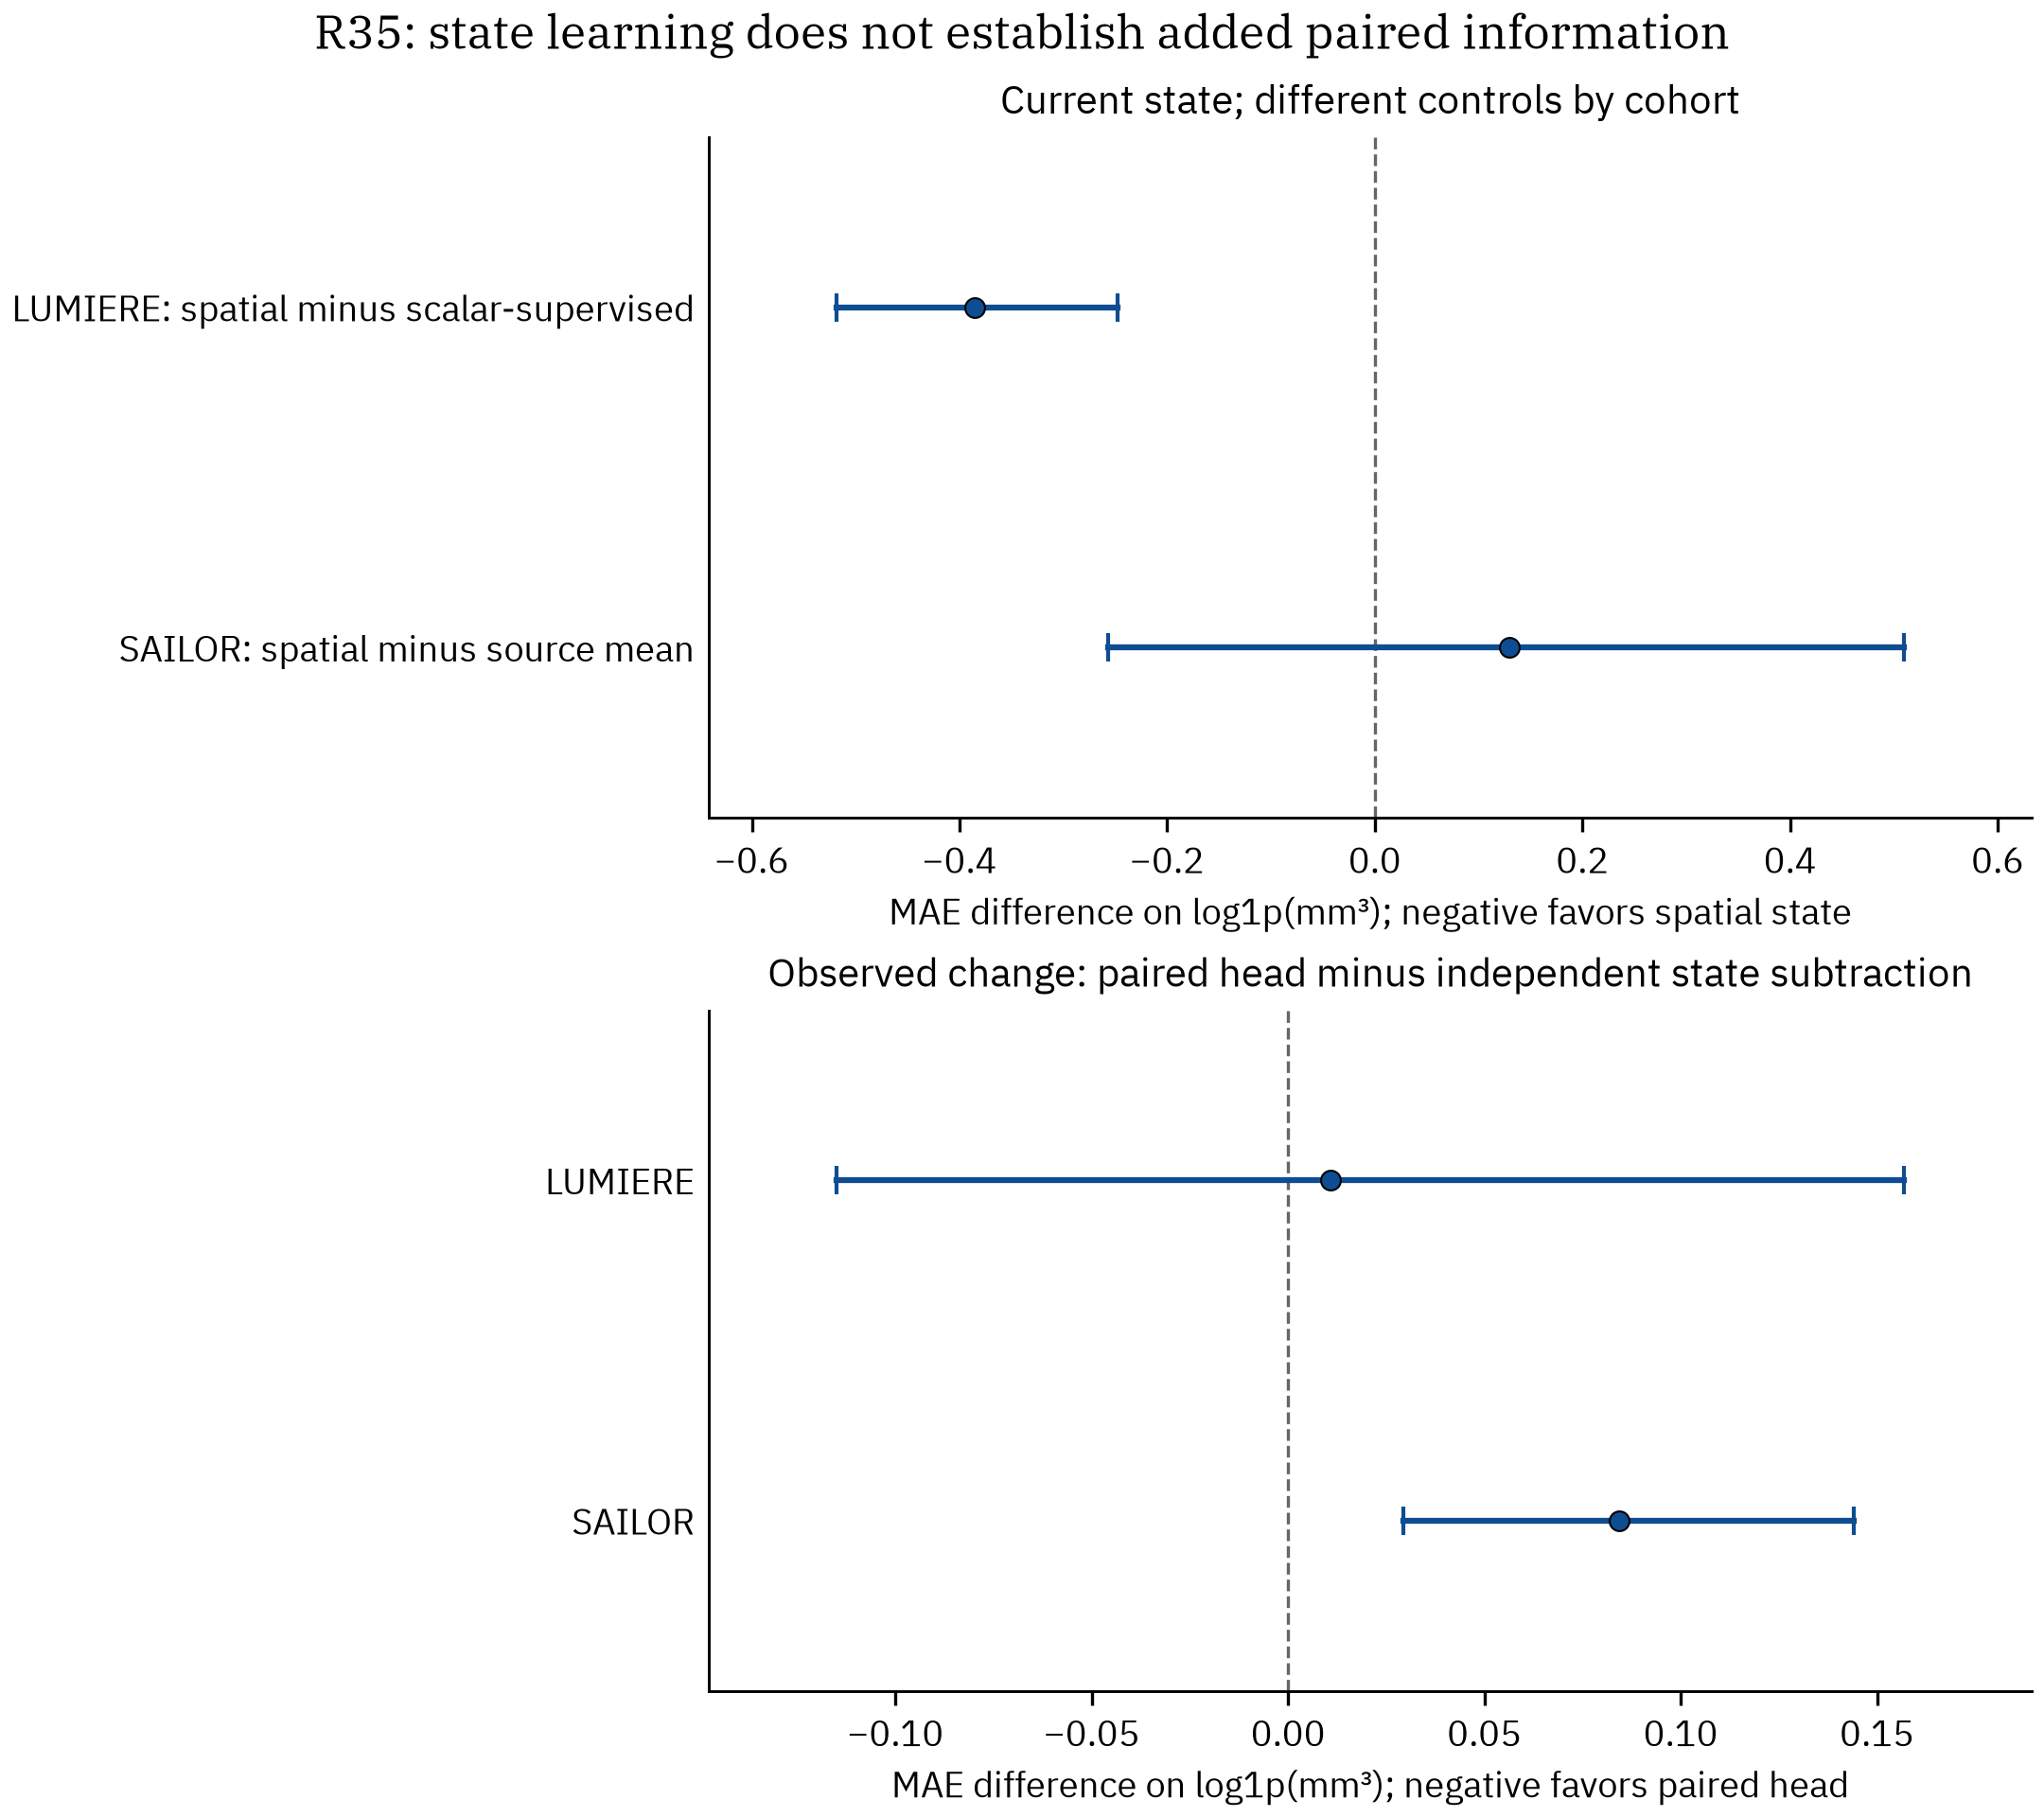 R35: state learning does not establish added paired information
Current state; different controls by cohort
LUMIERE: spatial minus scalar-supervised
SAILOR: spatial minus source mean
−0.6 −0.4 −0.2 0.0 0.2 0.4 0.6
MAE difference on log1p(mm³); negative favors spatial state
Observed change: paired head minus independent state subtraction
LUMIERE
SAILOR
−0.10 −0.05 0.00 0.05 0.10 0.15
MAE difference on log1p(mm³); negative favors paired head